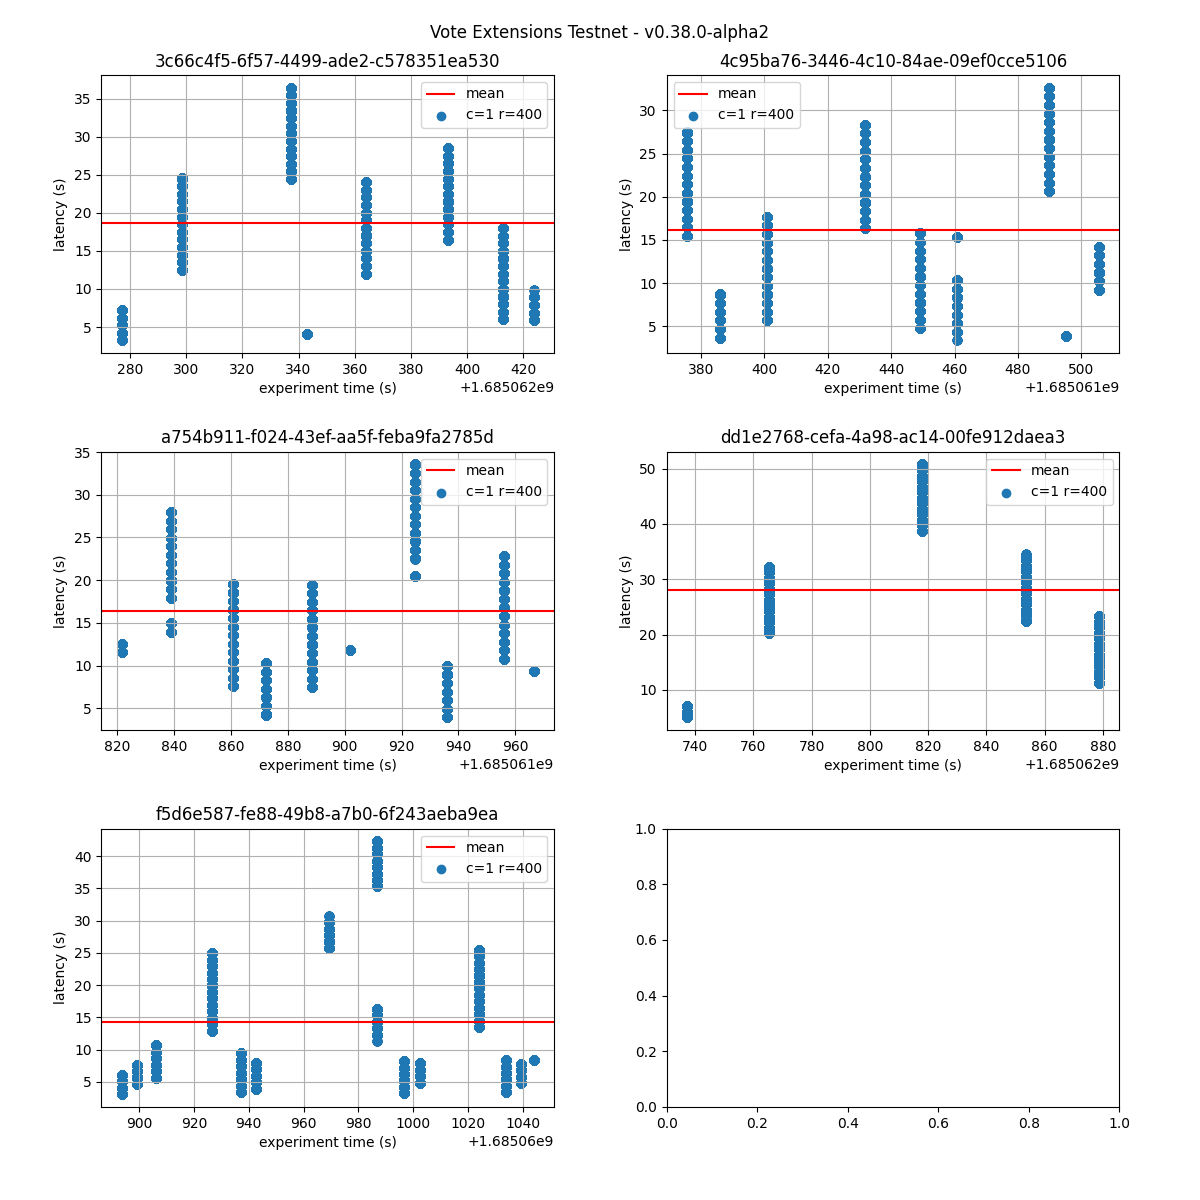 Vote Extensions Testnet - v0.38.0-alpha2
3c66c4f5-6f57-4499-ade2-c578351ea530
35
30
25
20
15
10
5
latency (s)
mean
c=1 r=400
280 300 320 340 360 380 400 420
experiment time (s)
+1.685062e9
4c95ba76-3446-4c10-84ae-09ef0cce5106
30
25
20
15
10
5
latency (s)
mean
c=1 r=400
380 400 420 440 460 480 500
experiment time (s)
+1.685061e9
a754b911-f024-43ef-aa5f-feba9fa2785d
35
30
25
20
15
10
5
latency (s)
mean
c=1 r=400
820 840 860 880 900 920 940 960
experiment time (s)
+1.685061e9
dd1e2768-cefa-4a98-ac14-00fe912daea3
50
40
30
20
10
latency (s)
mean
c=1 r=400
740 760 780 800 820 840 860 880
experiment time (s)
+1.685062e9
f5d6e587-fe88-49b8-a7b0-6f243aeba9ea
40
35
30
25
20
15
10
5
latency (s)
mean
c=1 r=400
900 920 940 960 980 1000 1020 1040
experiment time (s)
+1.68506e9
1.0
0.8
0.6
0.4
0.2
0.0
0.0 0.2 0.4 0.6 0.8 1.0